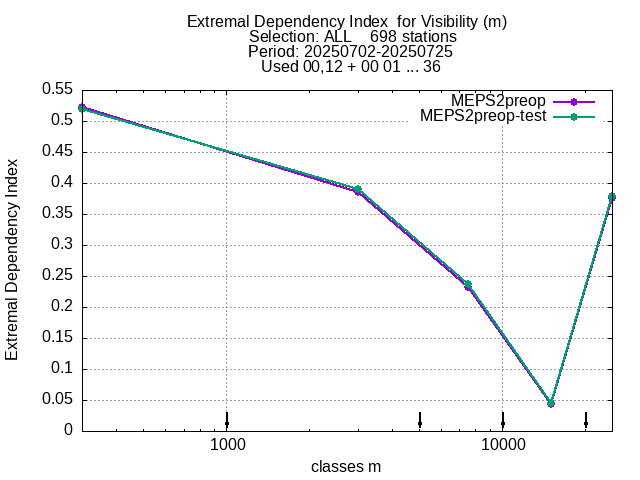 Extremal Dependency Index  for Visibility (m)
Selection: ALL    698 stations
Period: 20250702-20250725
Used 00,12 + 00 01 ... 36
MEPS2preop
MEPS2preop-test
Extremal Dependency Index
0.55
0.5
0.45
0.4
0.35
0.3
0.25
0.2
0.15
0.1
0.05
0
1000 10000
classes m